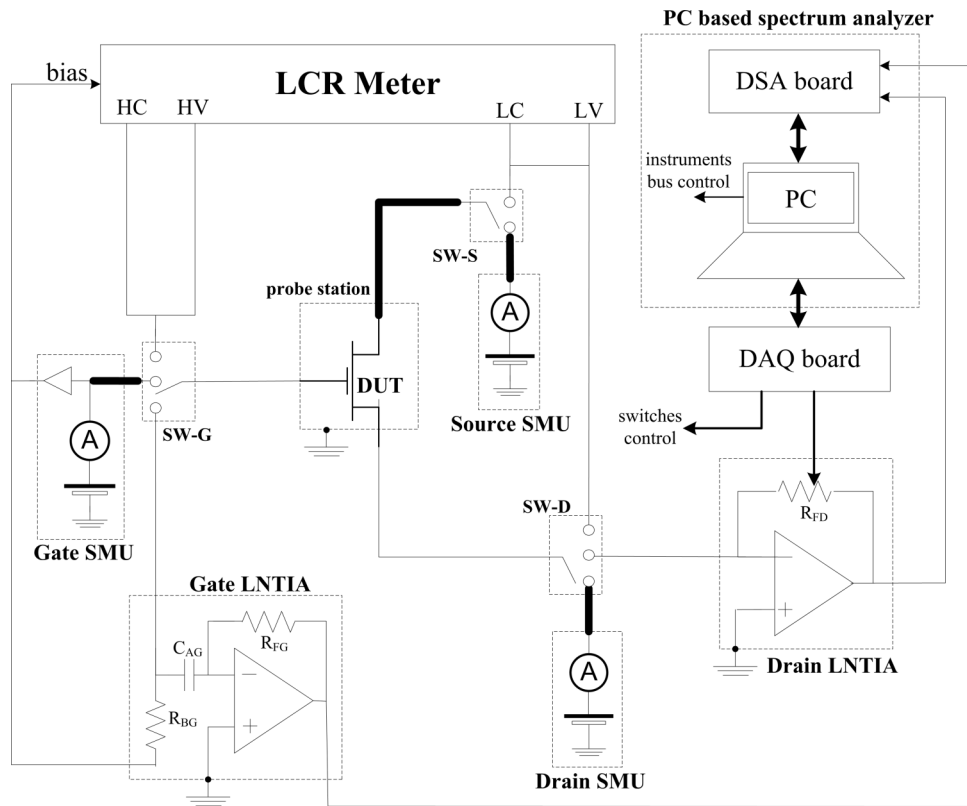 PC based spectrum analyzer
bias
LCR Meter
HC
HV
LC
LV
DSA board
instruments
bus control
PC
SW-S
probe station
A
DUT
DAQ board
SW-G
A
Source SMU
switches
control
SW-D
R_FD
Gate SMU
Gate LNTIA
R_FG
C_AG
R_BG
Drain LNTIA
A
Drain SMU